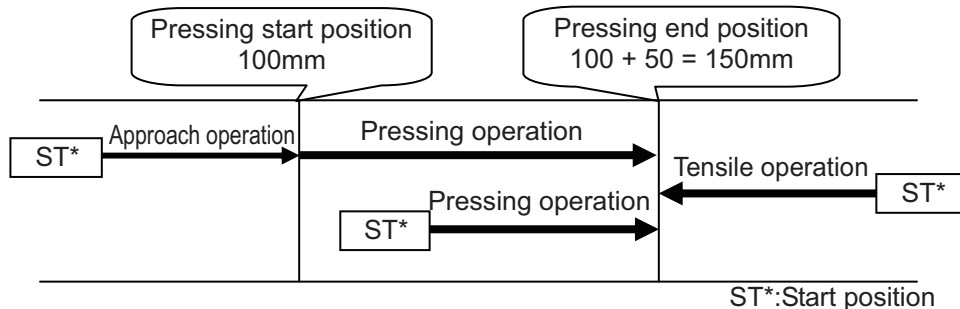 Pressing start position
100mm
Pressing end position
100 + 50 = 150mm
Approach operation
Pressing operation
ST*
Tensile operation
ST*
Pressing operation
ST*
ST*:Start position